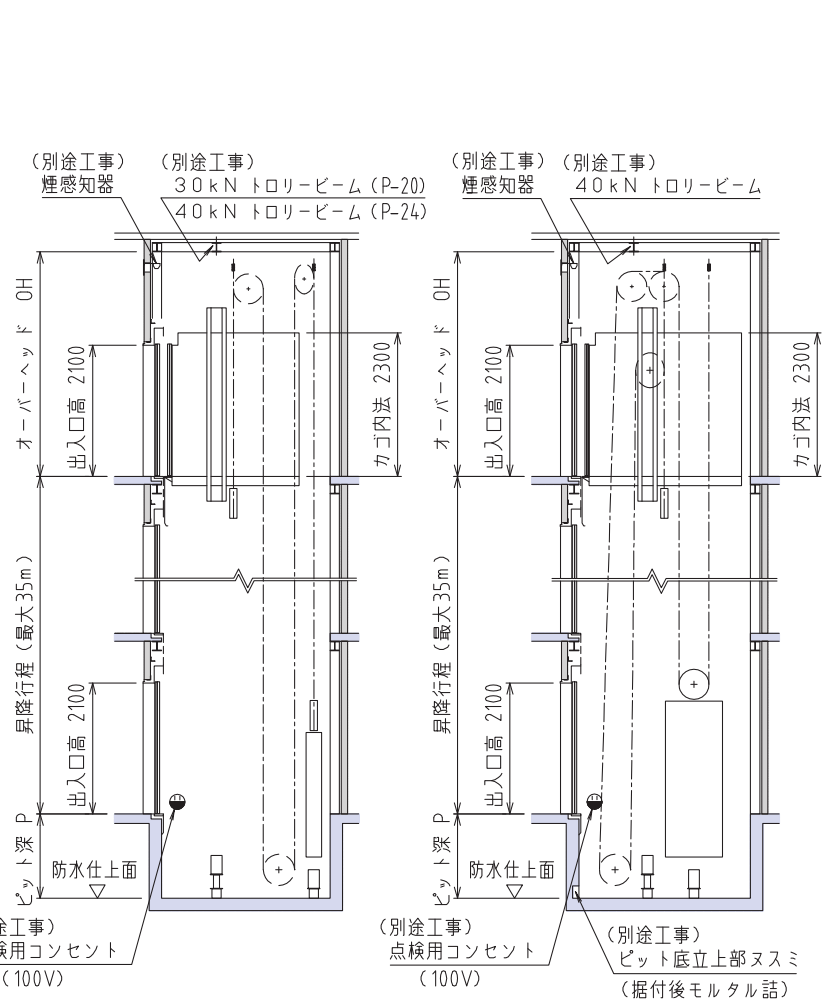 (別途工事)
煙感知器
(別途工事)
30kN トロリービーム (P-20)
40kN トロリービーム (P-24)
オーバーヘッド OH
出入口高 2100
カゴ内法 2300
昇降行程 (最大35m)
出入口高 2100
ピット深 P
防水仕上面
途工事)
検用コンセント
(100V)
(別途工事)
煙感知器
(別途工事)
40kN トロリービーム
オーバーヘッド OH
出入口高 2100
カゴ内法 2300
昇降行程 (最大35m)
出入口高 2100
ピット深 P
防水仕上面
(別途工事)
点検用コンセント
(100V)
(別途工事)
ピット底立上部ヌスミ
(据付後モルタル詰)